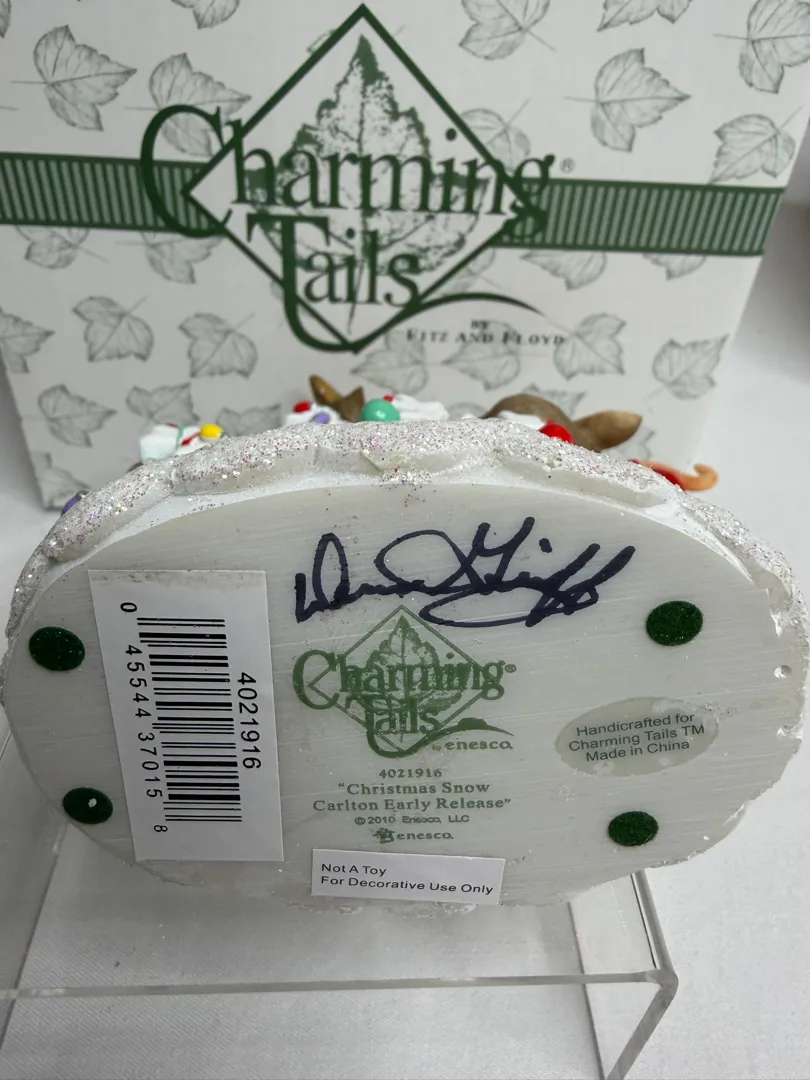 Charming®
Tails
BY
FITZ AND FLOYD
Charming®
Tails
by enesco.
4021916
"Christmas Snow
Carlton Early Release"
©2010 Enesco, LLC
enesco.
Handicrafted for
Charming Tails TM
Made in China
4021916
0 45544 37015 8
Not A Toy
For Decorative Use Only